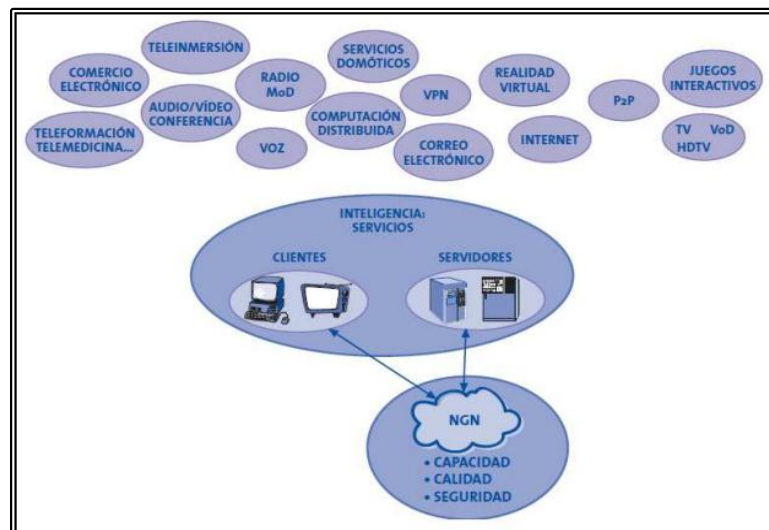 TELEINMERSIÓN
SERVICIOS
DOMÓTICOS
COMERCIO
ELECTRÓNICO
RADIO
MoD
REALIDAD
VIRTUAL
JUEGOS
INTERACTIVOS
VPN
P2P
AUDIO/VÍDEO
CONFERENCIA
COMPUTACIÓN
DISTRIBUIDA
TELEFORMACIÓN
TELEMEDICINA...
VOZ
CORREO
ELECTRÓNICO
INTERNET
TV VoD
HDTV
INTELIGENCIA:
SERVICIOS
CLIENTES
SERVIDORES
NGN
• CAPACIDAD
• CALIDAD
• SEGURIDAD